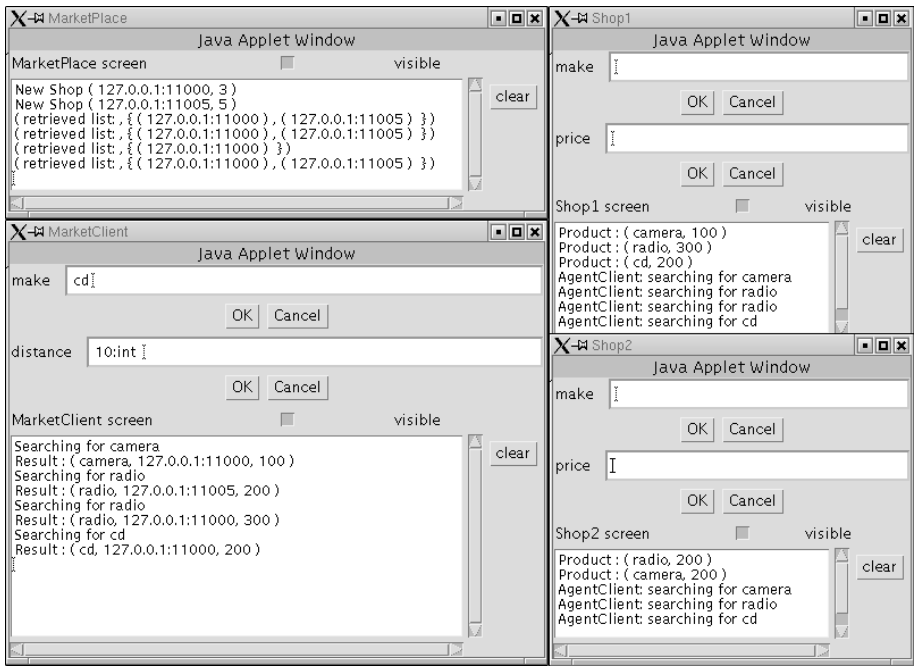 MarketPlace
Java Applet Window
MarketPlace screen visible
New Shop ( 127.0.0.1:11000, 3 )
New Shop ( 127.0.0.1:11005, 5 )
( retrieved list: , { ( 127.0.0.1:11000 ) , ( 127.0.0.1:11005 ) })
( retrieved list: , { ( 127.0.0.1:11000 ) , ( 127.0.0.1:11005 ) })
( retrieved list: , { ( 127.0.0.1:11000 ) })
( retrieved list: , { ( 127.0.0.1:11000 ) , ( 127.0.0.1:11005 ) })
clear
MarketClient
Java Applet Window
make cd
OK Cancel
distance 10:int
OK Cancel
MarketClient screen visible
Searching for camera
Result : ( camera, 127.0.0.1:11000, 100 )
Searching for radio
Result : ( radio, 127.0.0.1:11005, 200 )
Searching for radio
Result : ( radio, 127.0.0.1:11000, 300 )
Searching for cd
Result : ( cd, 127.0.0.1:11000, 200 )
clear
Shop1
Java Applet Window
make
OK Cancel
price
OK Cancel
Shop1 screen visible
Product : ( camera, 100 )
Product : ( radio, 300 )
Product : ( cd, 200 )
AgentClient: searching for camera
AgentClient: searching for radio
AgentClient: searching for radio
AgentClient: searching for cd
clear
Shop2
Java Applet Window
make
OK Cancel
price
OK Cancel
Shop2 screen visible
Product : ( radio, 200 )
Product : ( camera, 200 )
AgentClient: searching for camera
AgentClient: searching for radio
AgentClient: searching for cd
clear